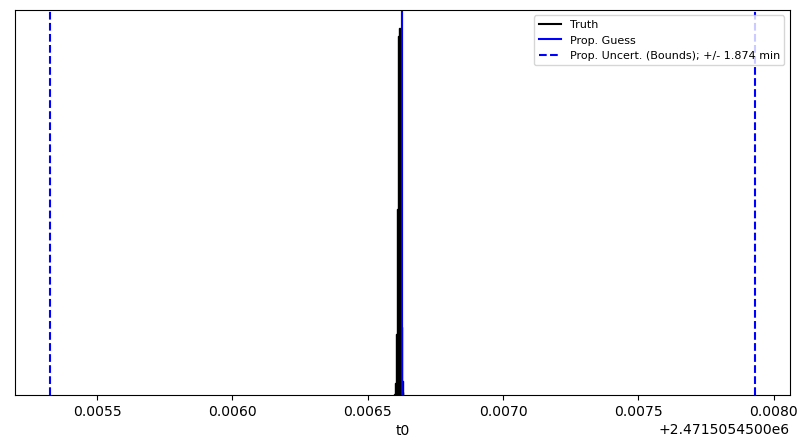 Truth
Prop. Guess
Prop. Uncert. (Bounds); +/- 1.874 min
0.0055 0.0060 0.0065 0.0070 0.0075 0.0080
t0
+2.4715054500e6